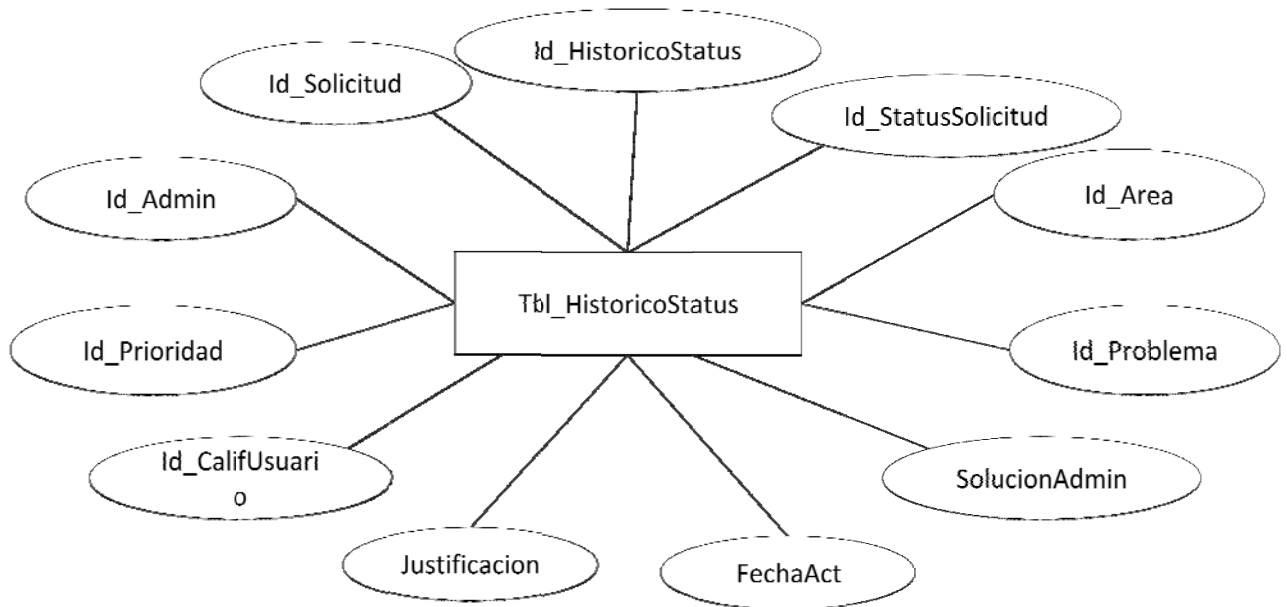 Id_HistoricoStatus
Id_Solicitud
Id_StatusSolicitud
Id_Admin
Id_Area
Tbl_HistoricoStatus
Id_Prioridad
Id_Problema
Id_CalifUsuari
o
SolucionAdmin
Justificacion
FechaAct